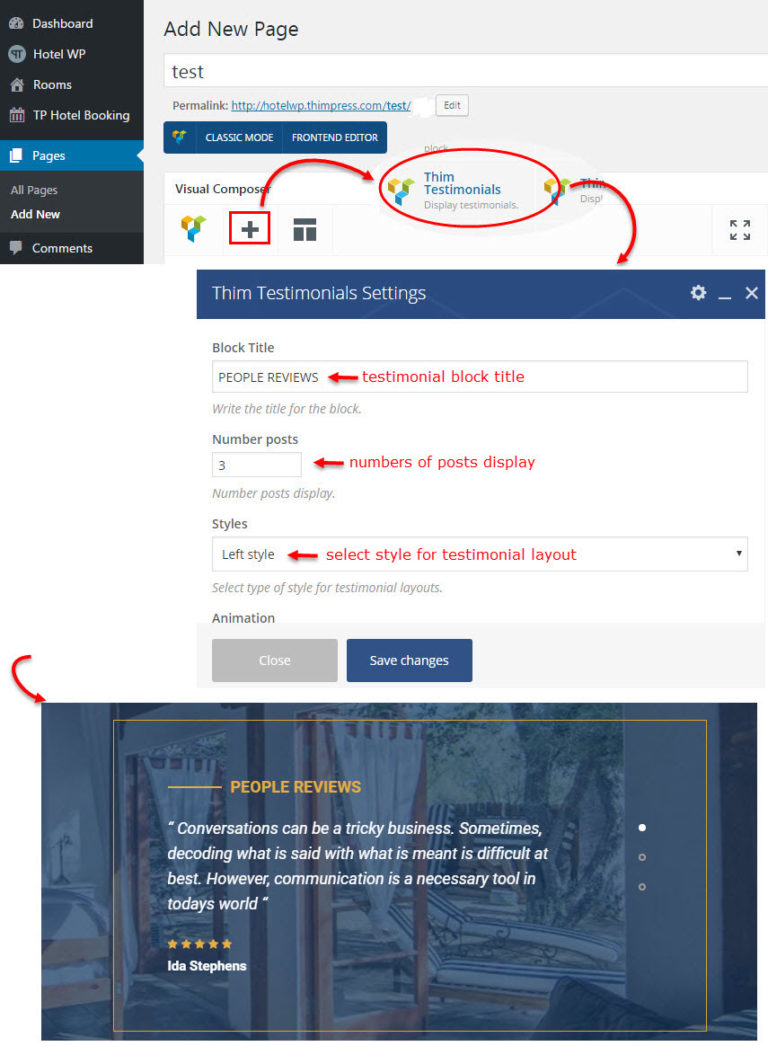 Dashboard
Hotel WP
Rooms
TP Hotel Booking
Pages
All Pages
Add New
Comments
Add New Page
test
Permalink: http://hotelwp.thimpress.com/test/ Edit
CLASSIC MODE FRONTEND EDITOR
block
Thim
Testimonials
Display testimonials.
Visual Composer
Thim Testimonials Settings
Block Title
PEOPLE REVIEWS testimonial block title
Write the title for the block.
Number posts
3 numbers of posts display
Number posts display.
Styles
Left style select style for testimonial layout
Select type of style for testimonial layouts.
Animation
Close Save changes
PEOPLE REVIEWS
“ Conversations can be a tricky business. Sometimes,
decoding what is said with what is meant is difficult at
best. However, communication is a necessary tool in
todays world “
Ida Stephens